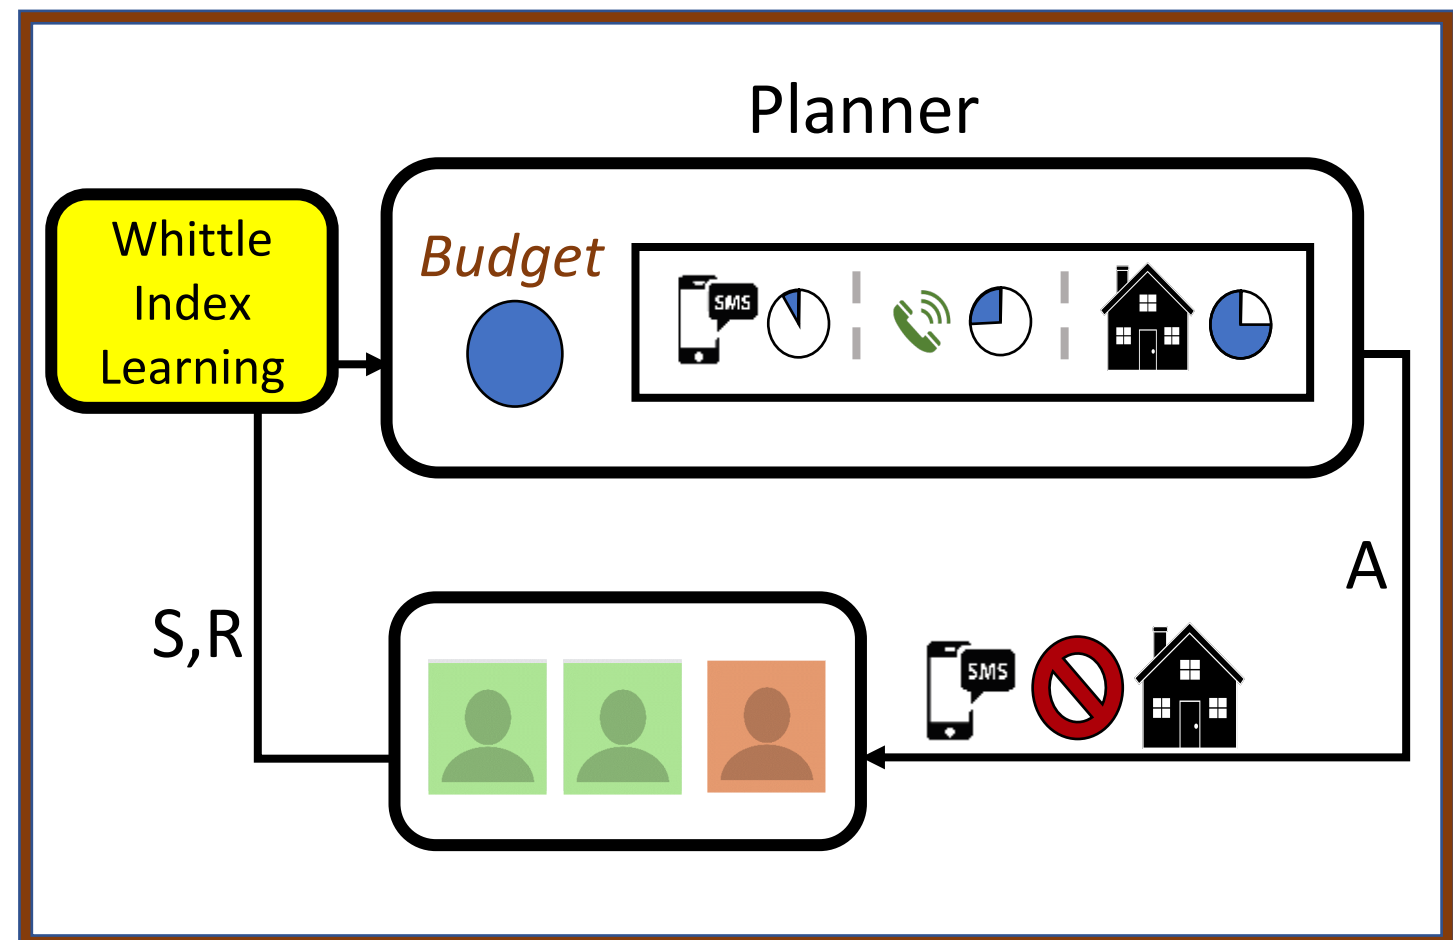 Planner
Whittle
Index
Learning
Budget
SMS
A
S,R
SMS